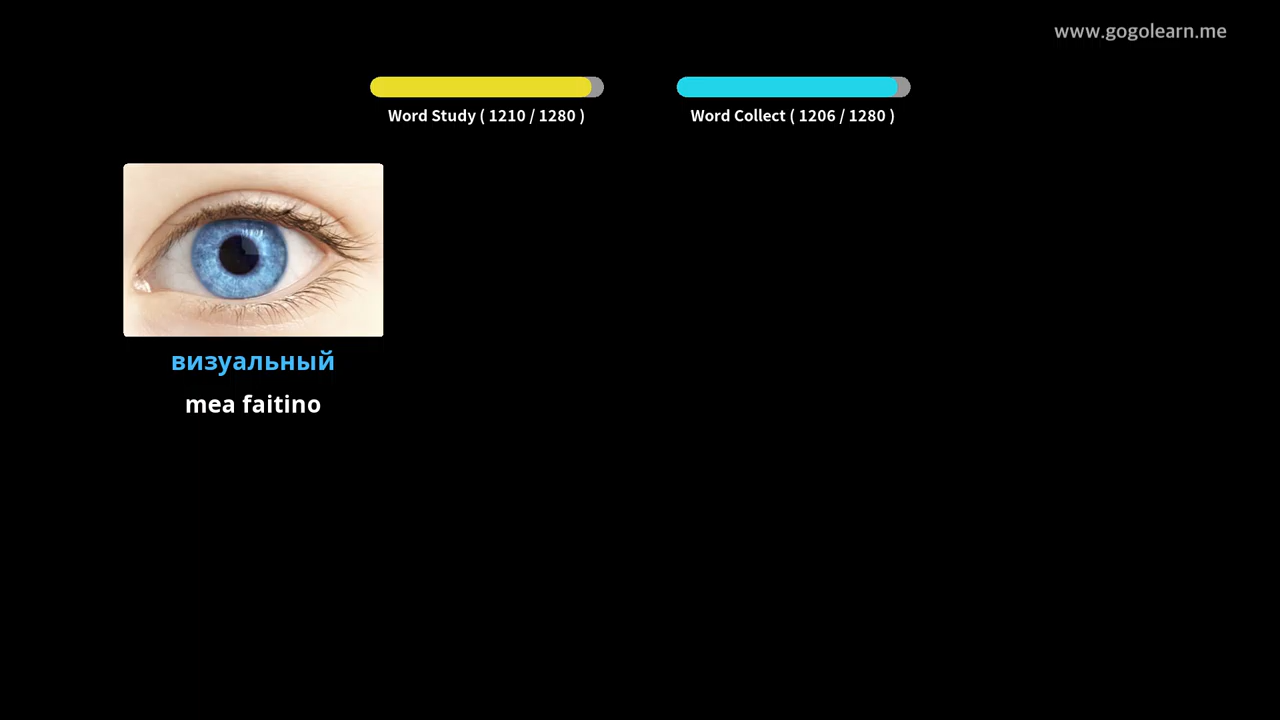 www.gogolearn.me
Word Study ( 1210 / 1280 )
Word Collect ( 1206 / 1280 )
визуальный
mea faitino